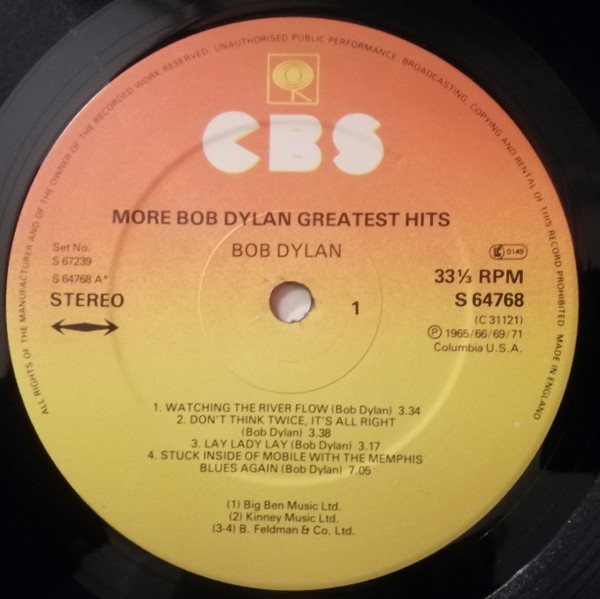 ALL RIGHTS OF THE MANUFACTURER AND OF THE OWNER OF THE RECORDED WORK RESERVED. UNAUTHORISED PUBLIC PERFORMANCE, BROADCASTING, COPYING AND RENTAL OF THIS RECORD PROHIBITED. MADE IN ENGLAND
CBS
MORE BOB DYLAN GREATEST HITS
BOB DYLAN
Set No.
S 67239
S 64768 A*
STEREO
1
0149
33⅓ RPM
S 64768
(C 31121)
Ⓟ 1965/66/69/71
Columbia U.S.A.
1. WATCHING THE RIVER FLOW (Bob Dylan) 3.34
2. DON'T THINK TWICE, IT'S ALL RIGHT
(Bob Dylan) 3.38
3. LAY LADY LAY (Bob Dylan) 3.17
4. STUCK INSIDE OF MOBILE WITH THE MEMPHIS
BLUES AGAIN (Bob Dylan) 7.05
(1) Big Ben Music Ltd.
(2) Kinney Music Ltd.
(3-4) B. Feldman & Co. Ltd.